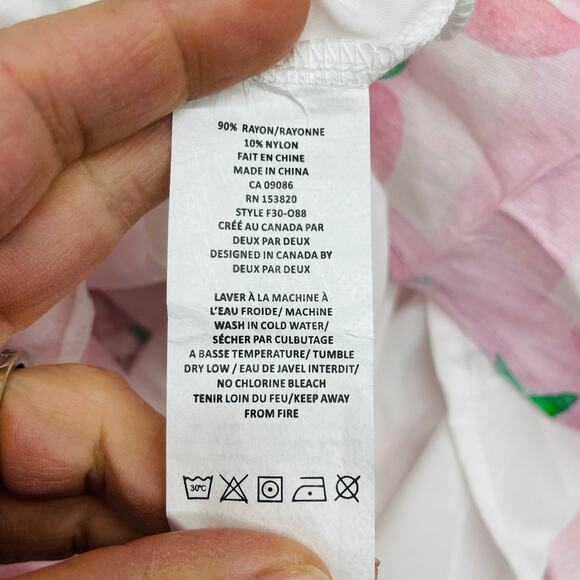 90% RAYON/RAYONNE
10% NYLON
FAIT EN CHINE
MADE IN CHINA
CA 09086
RN 153820
STYLE F30-O88
CRÉÉ AU CANADA PAR
DEUX PAR DEUX
DESIGNED IN CANADA BY
DEUX PAR DEUX
LAVER À LA MACHINE À
L'EAU FROIDE/ MACHINE
WASH IN COLD WATER/
SÉCHER PAR CULBUTAGE
A BASSE TEMPERATURE/ TUMBLE
DRY LOW / EAU DE JAVEL INTERDIT/
NO CHLORINE BLEACH
TENIR LOIN DU FEU/KEEP AWAY
FROM FIRE
30°C